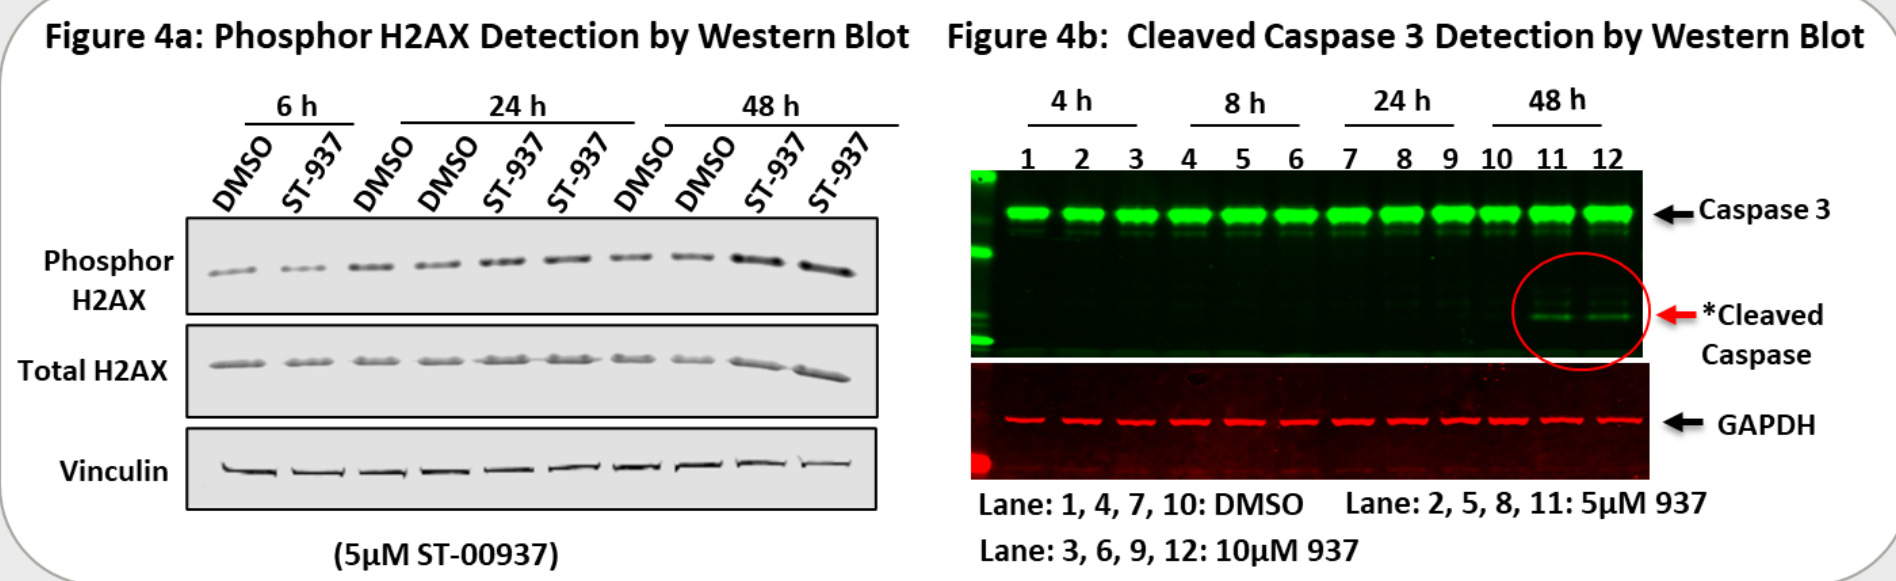 Figure 4a: Phosphor H2AX Detection by Western Blot
6 h
24 h
48 h
DMSO
ST-937
DMSO
DMSO
ST-937
ST-937
DMSO
DMSO
ST-937
ST-937
Phosphor
H2AX
Total H2AX
Vinculin
(5µM ST-00937)
Figure 4b: Cleaved Caspase 3 Detection by Western Blot
4 h
8 h
24 h
48 h
1 2 3 4 5 6 7 8 9 10 11 12
Caspase 3
*Cleaved
Caspase
GAPDH
Lane: 1, 4, 7, 10: DMSO
Lane: 2, 5, 8, 11: 5µM 937
Lane: 3, 6, 9, 12: 10µM 937